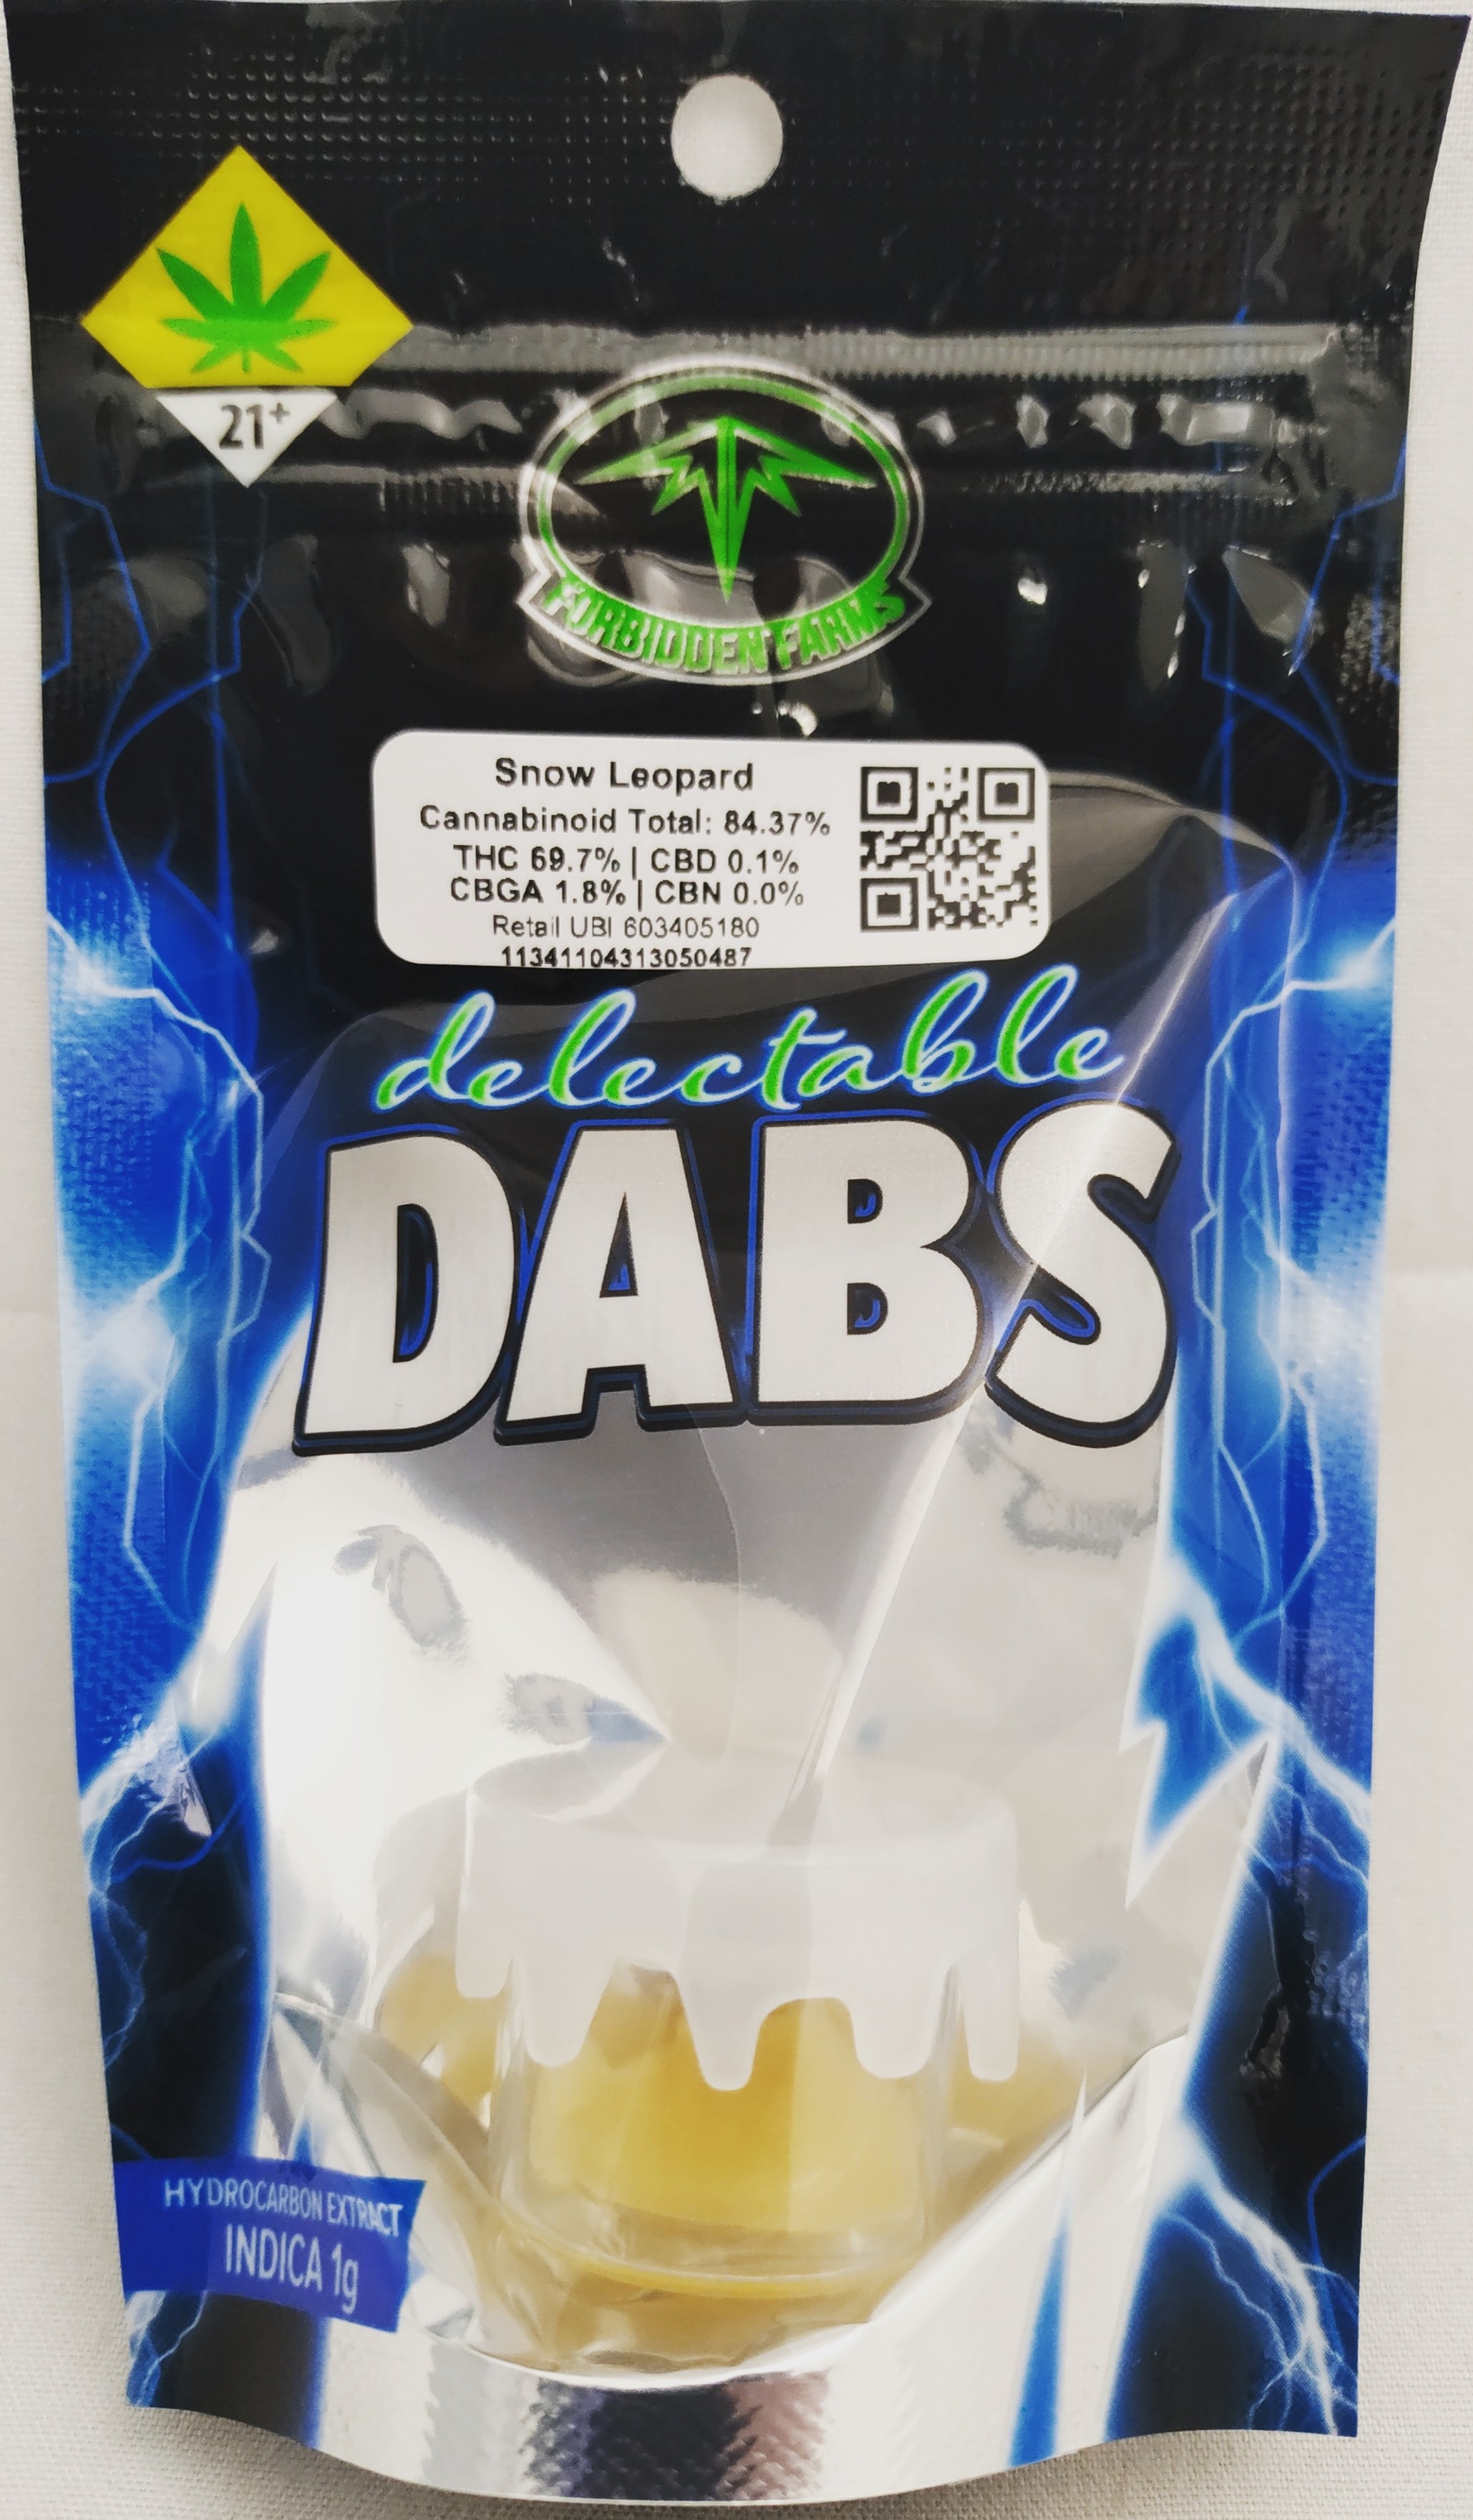 21+
FORBIDDEN FARMS
Snow Leopard
Cannabinoid Total: 84.37%
THC 69.7% | CBD 0.1%
CBGA 1.8% | CBN 0.0%
Retail UBI 603405180
11341104313050487
delectable
DABS
HYDROCARBON EXTRACT
INDICA 1g